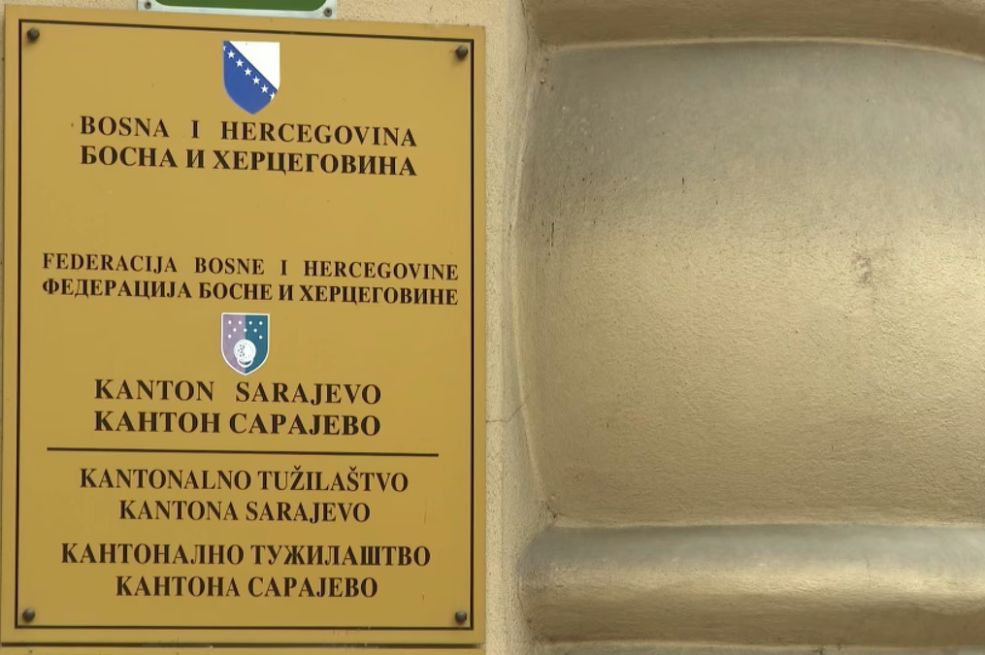 BOSNA I HERCEGOVINA
БОСНА И ХЕРЦЕГОВИНА
FEDERACIJA BOSNE I HERCEGOVINE
ФЕДЕРАЦИЈА БОСНЕ И ХЕРЦЕГОВИНЕ
KANTON SARAJEVO
КАНТОН САРАЈЕВО
KANTONALNO TUŽILAŠTVO
KANTONA SARAJEVO
КАНТОНАЛНО ТУЖИЛАШТВО
КАНТОНА САРАЈЕВО